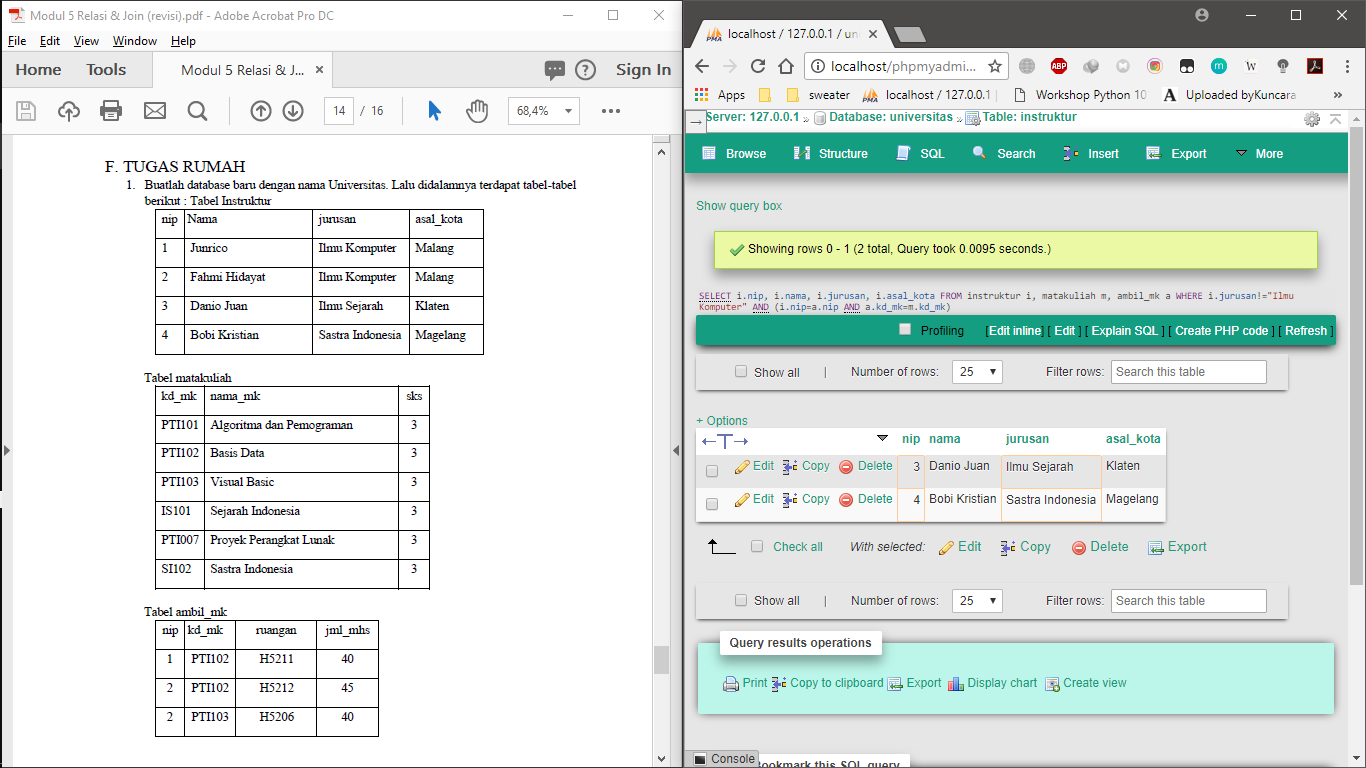 Modul 5 Relasi & Join (revisi).pdf - Adobe Acrobat Pro DC
File Edit View Window Help
Home Tools Modul 5 Relasi & J... × Sign In
14 / 16 68,4%
F. TUGAS RUMAH
1. Buatlah database baru dengan nama Universitas. Lalu didalamnya terdapat tabel-tabel
berikut : Tabel Instruktur
nip Nama jurusan asal_kota
1 Junrico Ilmu Komputer Malang
2 Fahmi Hidayat Ilmu Komputer Malang
3 Danio Juan Ilmu Sejarah Klaten
4 Bobi Kristian Sastra Indonesia Magelang
Tabel matakuliah
kd_mk nama_mk sks
PTI101 Algoritma dan Pemograman 3
PTI102 Basis Data 3
PTI103 Visual Basic 3
IS101 Sejarah Indonesia 3
PTI007 Proyek Perangkat Lunak 3
SI102 Sastra Indonesia 3
Tabel ambil_mk
nip kd_mk ruangan jml_mhs
1 PTI102 H5211 40
2 PTI102 H5212 45
2 PTI103 H5206 40
PMA localhost / 127.0.0.1 / un
localhost/phpmyadmi... ABP m W
Apps sweater PMA localhost / 127.0.0.1 | Workshop Python 10 A Uploaded byKuncara »
Server: 127.0.0.1 » Database: universitas » Table: instruktur
Browse Structure SQL Search Insert Export More
Show query box
Showing rows 0 - 1 (2 total, Query took 0.0095 seconds.)
SELECT i.nip, i.nama, i.jurusan, i.asal_kota FROM instruktur i, matakuliah m, ambil_mk a WHERE i.jurusan!="Ilmu
Komputer" AND (i.nip=a.nip AND a.kd_mk=m.kd_mk)
Profiling [Edit inline] [ Edit ] [ Explain SQL ] [ Create PHP code ] [ Refresh ]
Show all | Number of rows: 25 Filter rows: Search this table
+ Options
←T→ nip nama jurusan asal_kota
Edit Copy Delete 3 Danio Juan Ilmu Sejarah Klaten
Edit Copy Delete 4 Bobi Kristian Sastra Indonesia Magelang
Check all With selected: Edit Copy Delete Export
Show all | Number of rows: 25 Filter rows: Search this table
Query results operations
Print Copy to clipboard Export Display chart Create view
Console Bookmark this SQL query